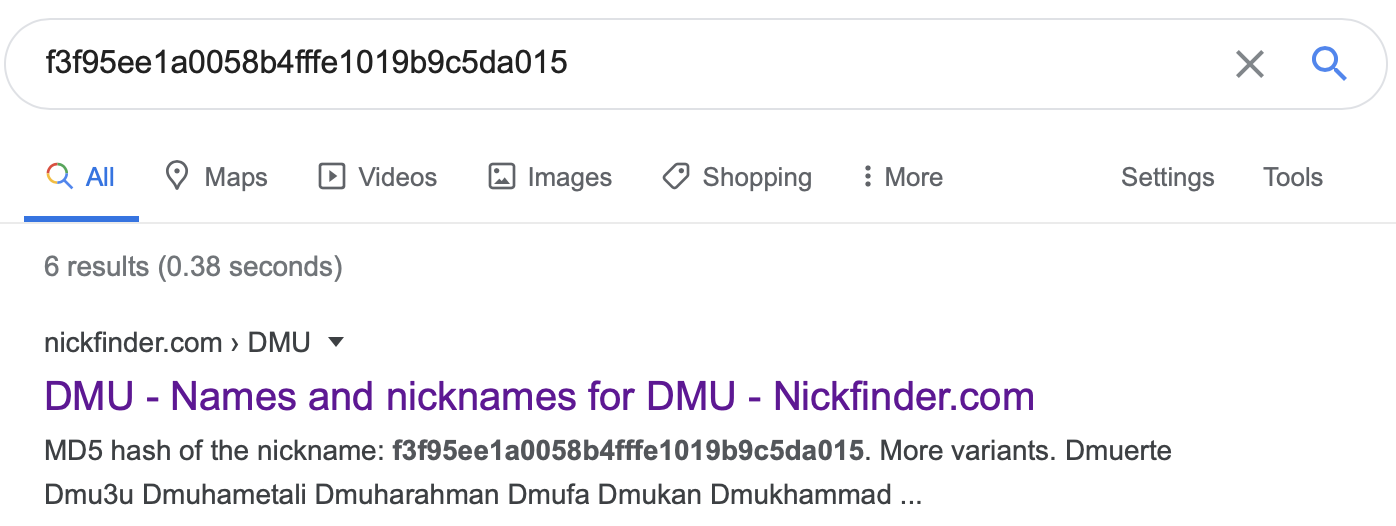 f3f95ee1a0058b4fffe1019b9c5da015
All Maps Videos Images Shopping More Settings Tools
6 results (0.38 seconds)
nickfinder.com › DMU
DMU - Names and nicknames for DMU - Nickfinder.com
MD5 hash of the nickname: f3f95ee1a0058b4fffe1019b9c5da015. More variants. Dmuerte
Dmu3u Dmuhametali Dmuharahman Dmufa Dmukan Dmukhammad ...